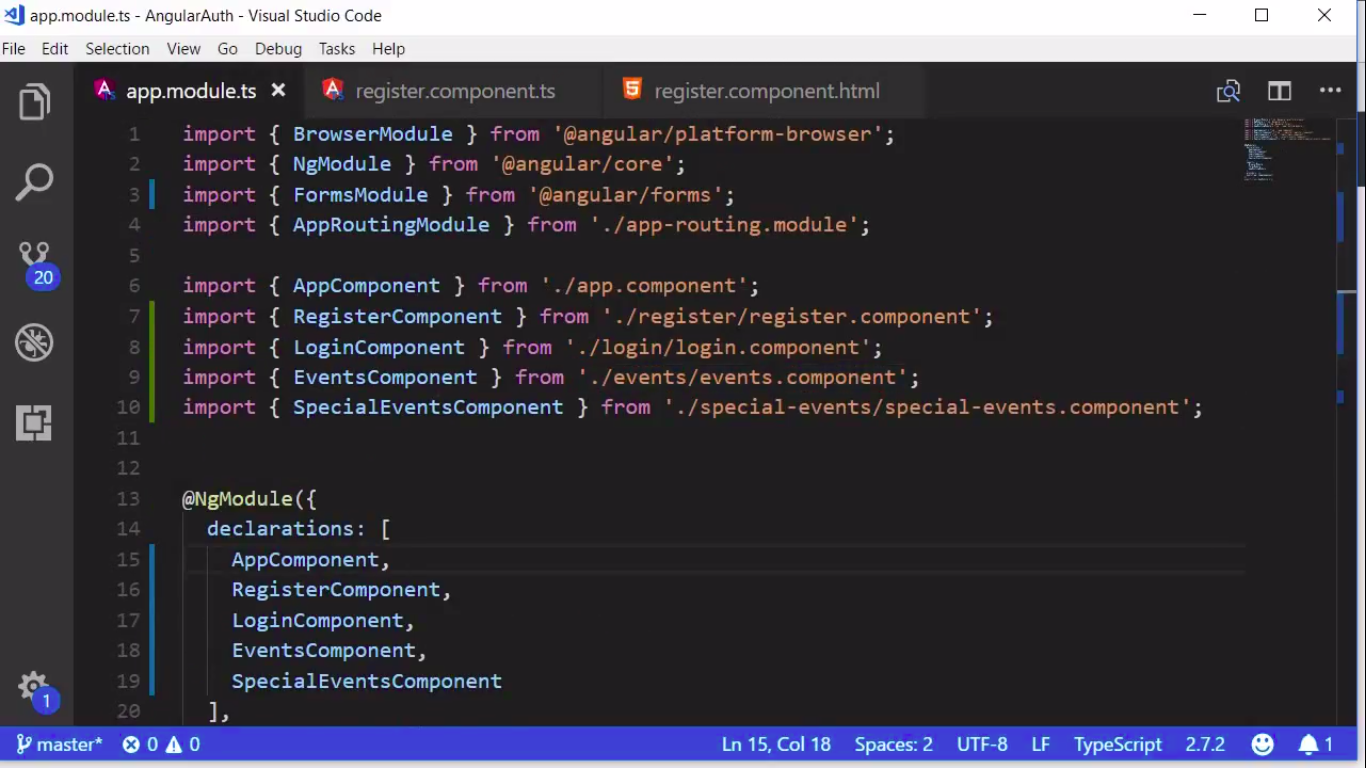 app.module.ts - AngularAuth - Visual Studio Code
File Edit Selection View Go Debug Tasks Help
app.module.ts register.component.ts register.component.html
1 import { BrowserModule } from '@angular/platform-browser';
2 import { NgModule } from '@angular/core';
3 import { FormsModule } from '@angular/forms';
4 import { AppRoutingModule } from './app-routing.module';
5
6 import { AppComponent } from './app.component';
7 import { RegisterComponent } from './register/register.component';
8 import { LoginComponent } from './login/login.component';
9 import { EventsComponent } from './events/events.component';
10 import { SpecialEventsComponent } from './special-events/special-events.component';
11
12
13 @NgModule({
14 declarations: [
15 AppComponent,
16 RegisterComponent,
17 LoginComponent,
18 EventsComponent,
19 SpecialEventsComponent
20 ],
20
1
master* 0 0 Ln 15, Col 18 Spaces: 2 UTF-8 LF TypeScript 2.7.2 1